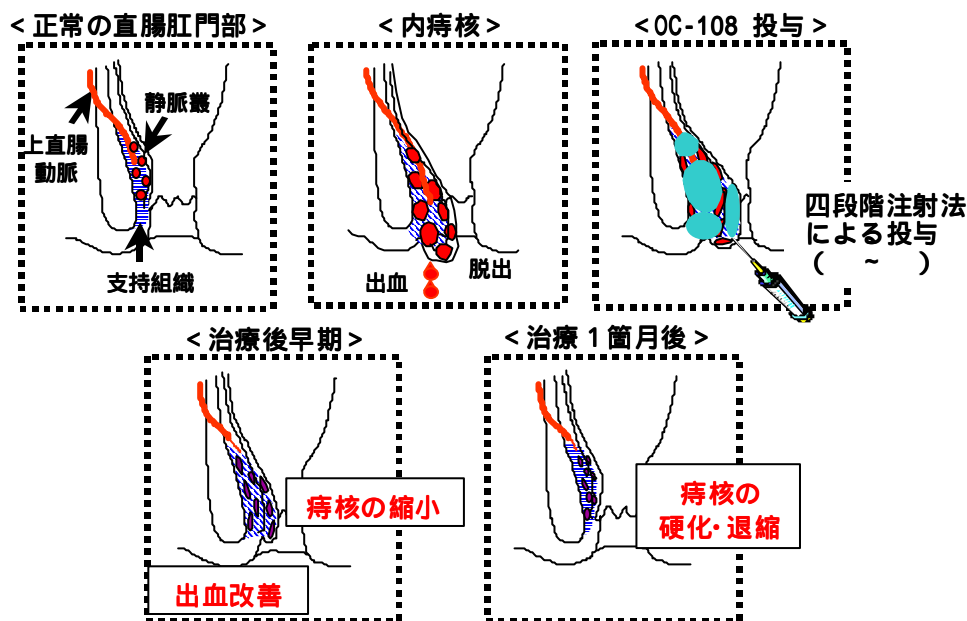 <正常の直腸肛門部>
静脈叢
上直腸
動脈
支持組織
<内痔核>
出血
脱出
<OC-108 投与>
四段階注射法
による投与
( ~ )
<治療後早期>
痔核の縮小
出血改善
<治療1箇月後>
痔核の
硬化・退縮